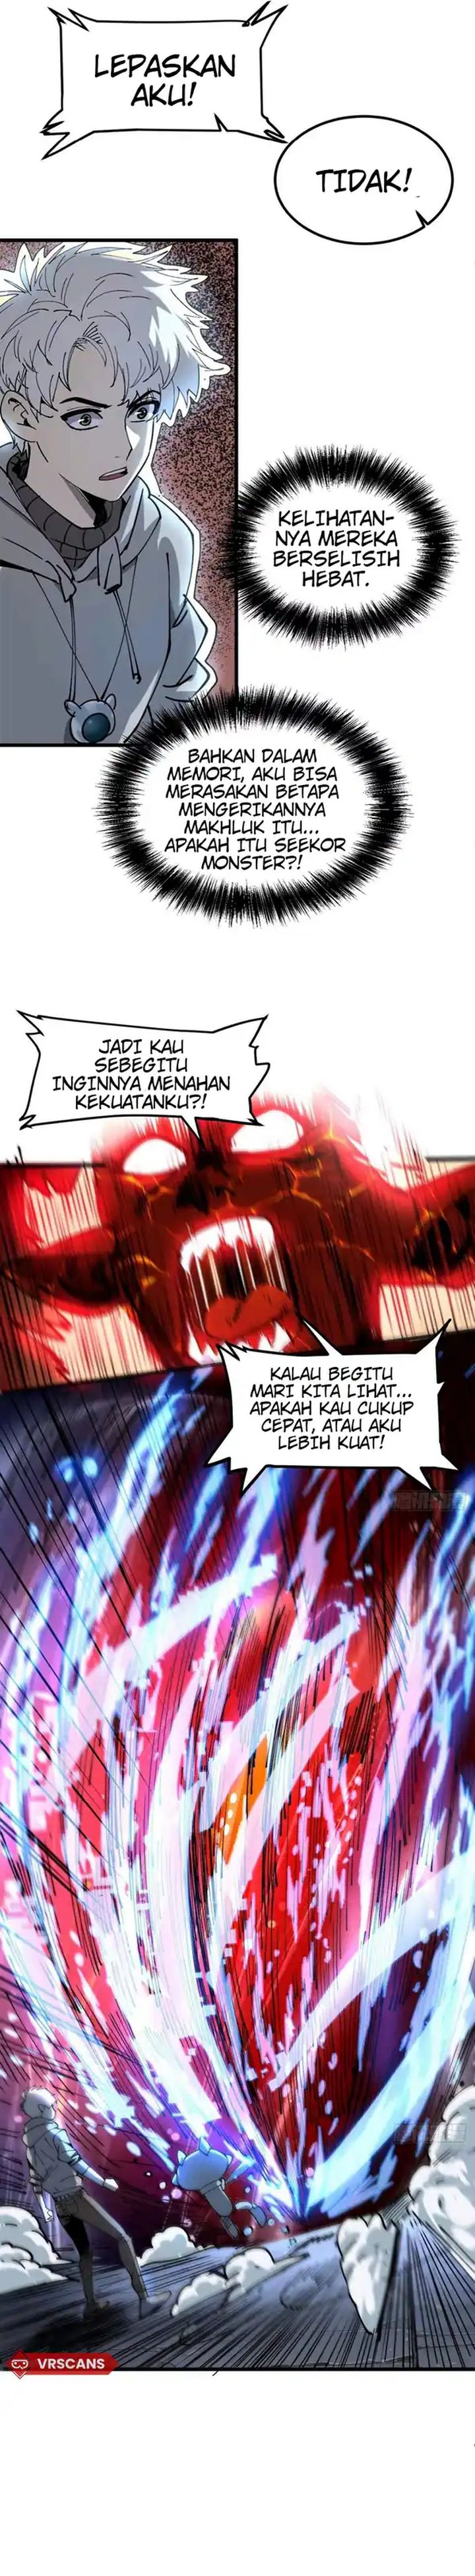 LEPASKAN
AKU!
TIDAK!
KELIHATAN-
NYA MEREKA
BERSELISIH
HEBAT.
BAHKAN DALAM
MEMORI, AKU BISA
MERASAKAN BETAPA
MENGERIKANNYA
MAKHLUK ITU...
APAKAH ITU SEEKOR
MONSTER?!
JADI KAU
SEBEGITU
INGINNYA MENAHAN
KEKUATANKU?!
KALAU BEGITU
MARI KITA LIHAT...
APAKAH KAU CUKUP
CEPAT, ATAU AKU
LEBIH KUAT!
VRSCANS